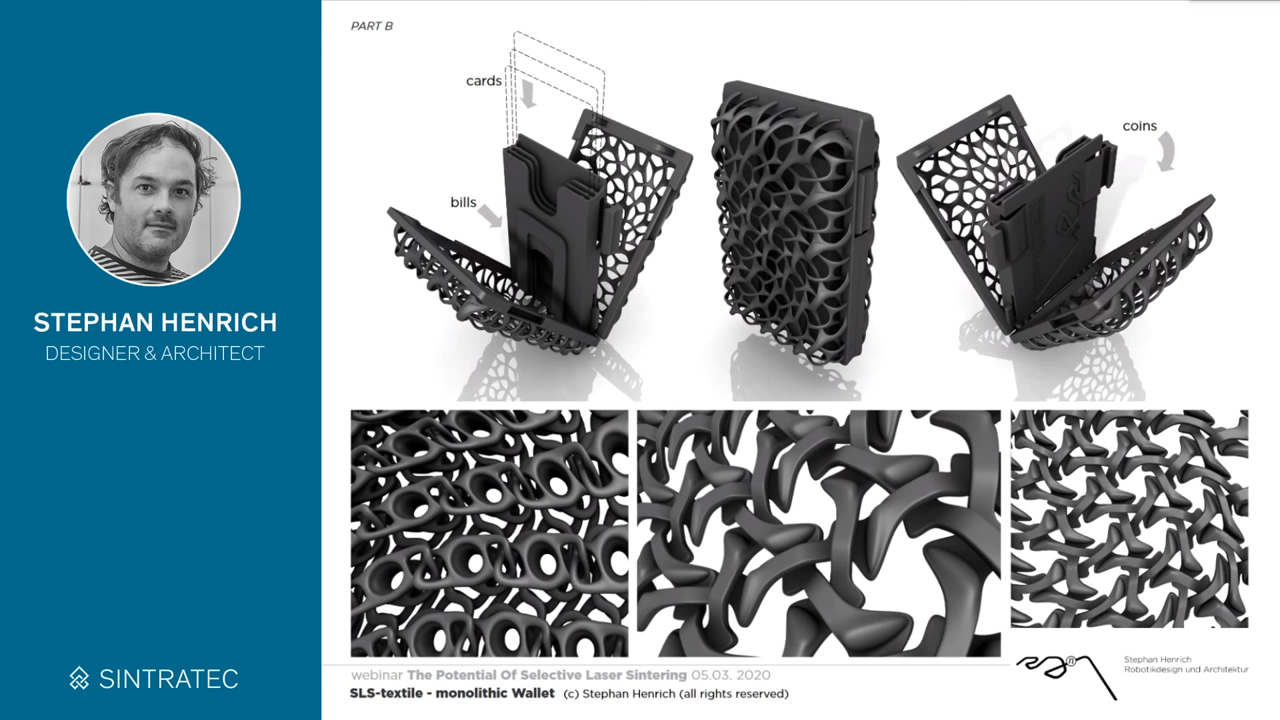 PART B
cards
bills
coins
STEPHAN HENRICH
DESIGNER & ARCHITECT
SINTRATEC
webinar The Potential Of Selective Laser Sintering 05.03. 2020
SLS-textile - monolithic Wallet (c) Stephan Henrich (all rights reserved)
Stephan Henrich
Robotikdesign und Architektur